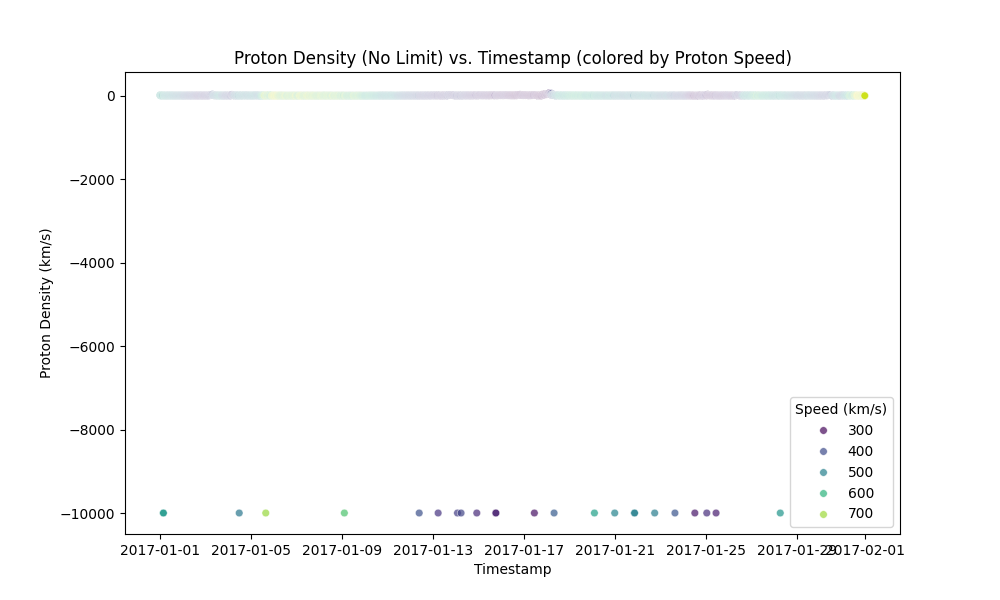 Proton Density (No Limit) vs. Timestamp (colored by Proton Speed)
Proton Density (km/s)
0
−2000
−4000
−6000
−8000
−10000
Speed (km/s)
300
400
500
600
700
2017-01-01 2017-01-05 2017-01-09 2017-01-13 2017-01-17 2017-01-21 2017-01-25 2017-01-29 2017-02-01
Timestamp